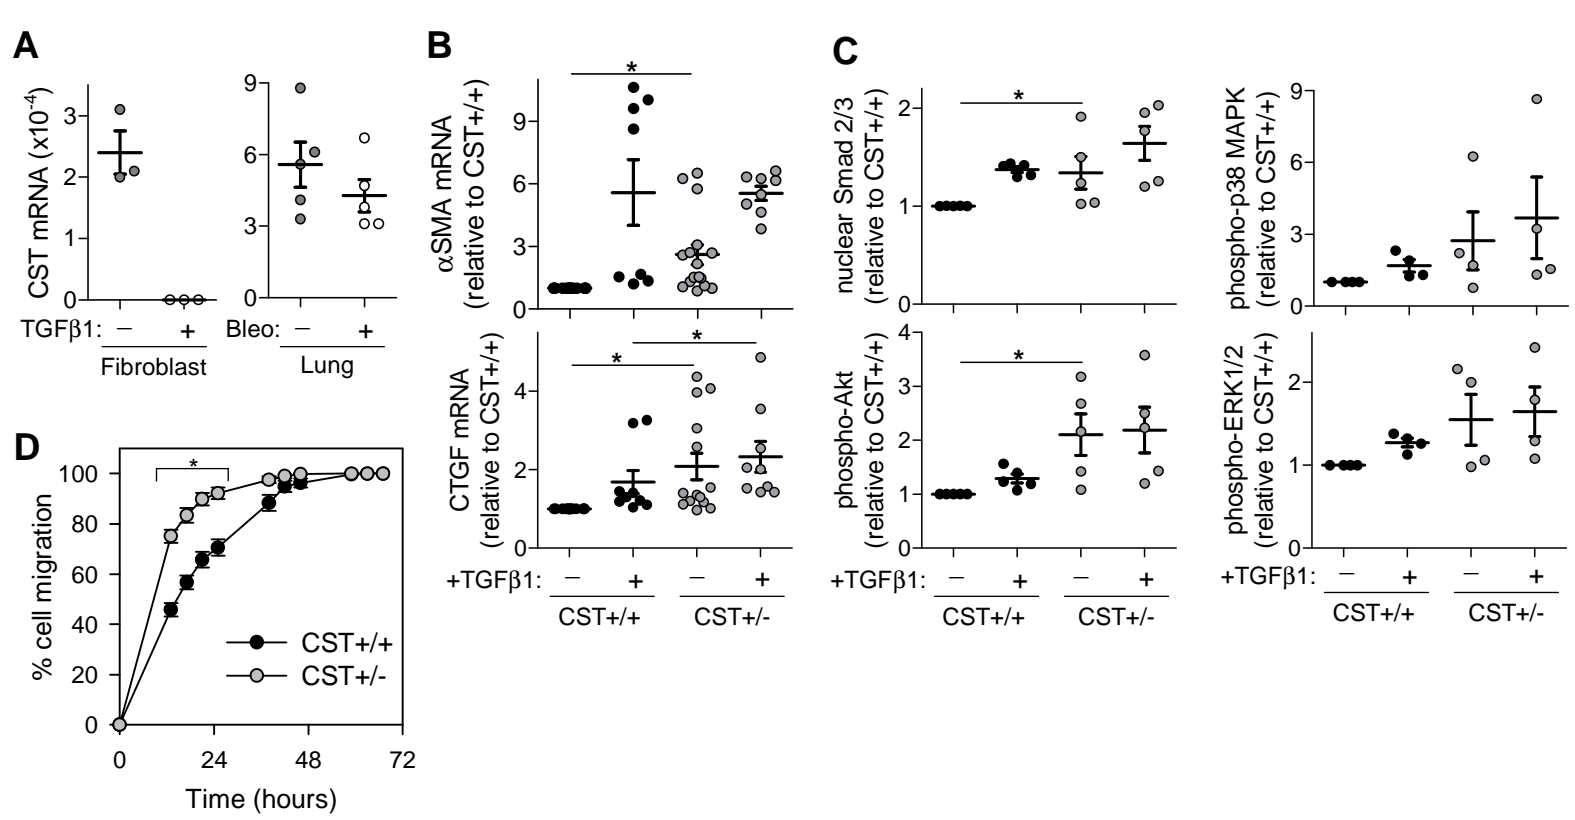 A
CST mRNA (x10-4)
3
2
1
0
9
6
3
0
TGFβ1: – +
Bleo: – +
Fibroblast
Lung
B
αSMA mRNA
(relative to CST+/+)
9
6
3
0
*
CTGF mRNA
(relative to CST+/+)
4
2
0
*
*
+TGFβ1: – + – +
CST+/+ CST+/-
C
nuclear Smad 2/3
(relative to CST+/+)
2
1
0
*
phospho-p38 MAPK
(relative to CST+/+)
9
6
3
0
phospho-Akt
(relative to CST+/+)
4
3
2
1
0
*
phospho-ERK1/2
(relative to CST+/+)
2
1
0
+TGFβ1: – + – +
CST+/+ CST+/-
+TGFβ1: – + – +
CST+/+ CST+/-
D
% cell migration
100
80
60
40
20
0
*
CST+/+
CST+/-
0 24 48 72
Time (hours)